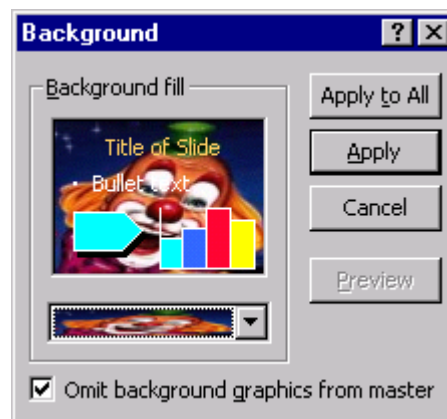 Background
Background fill
Title of Slide
• Bullet text
Apply to All
Apply
Cancel
Preview
Omit background graphics from master